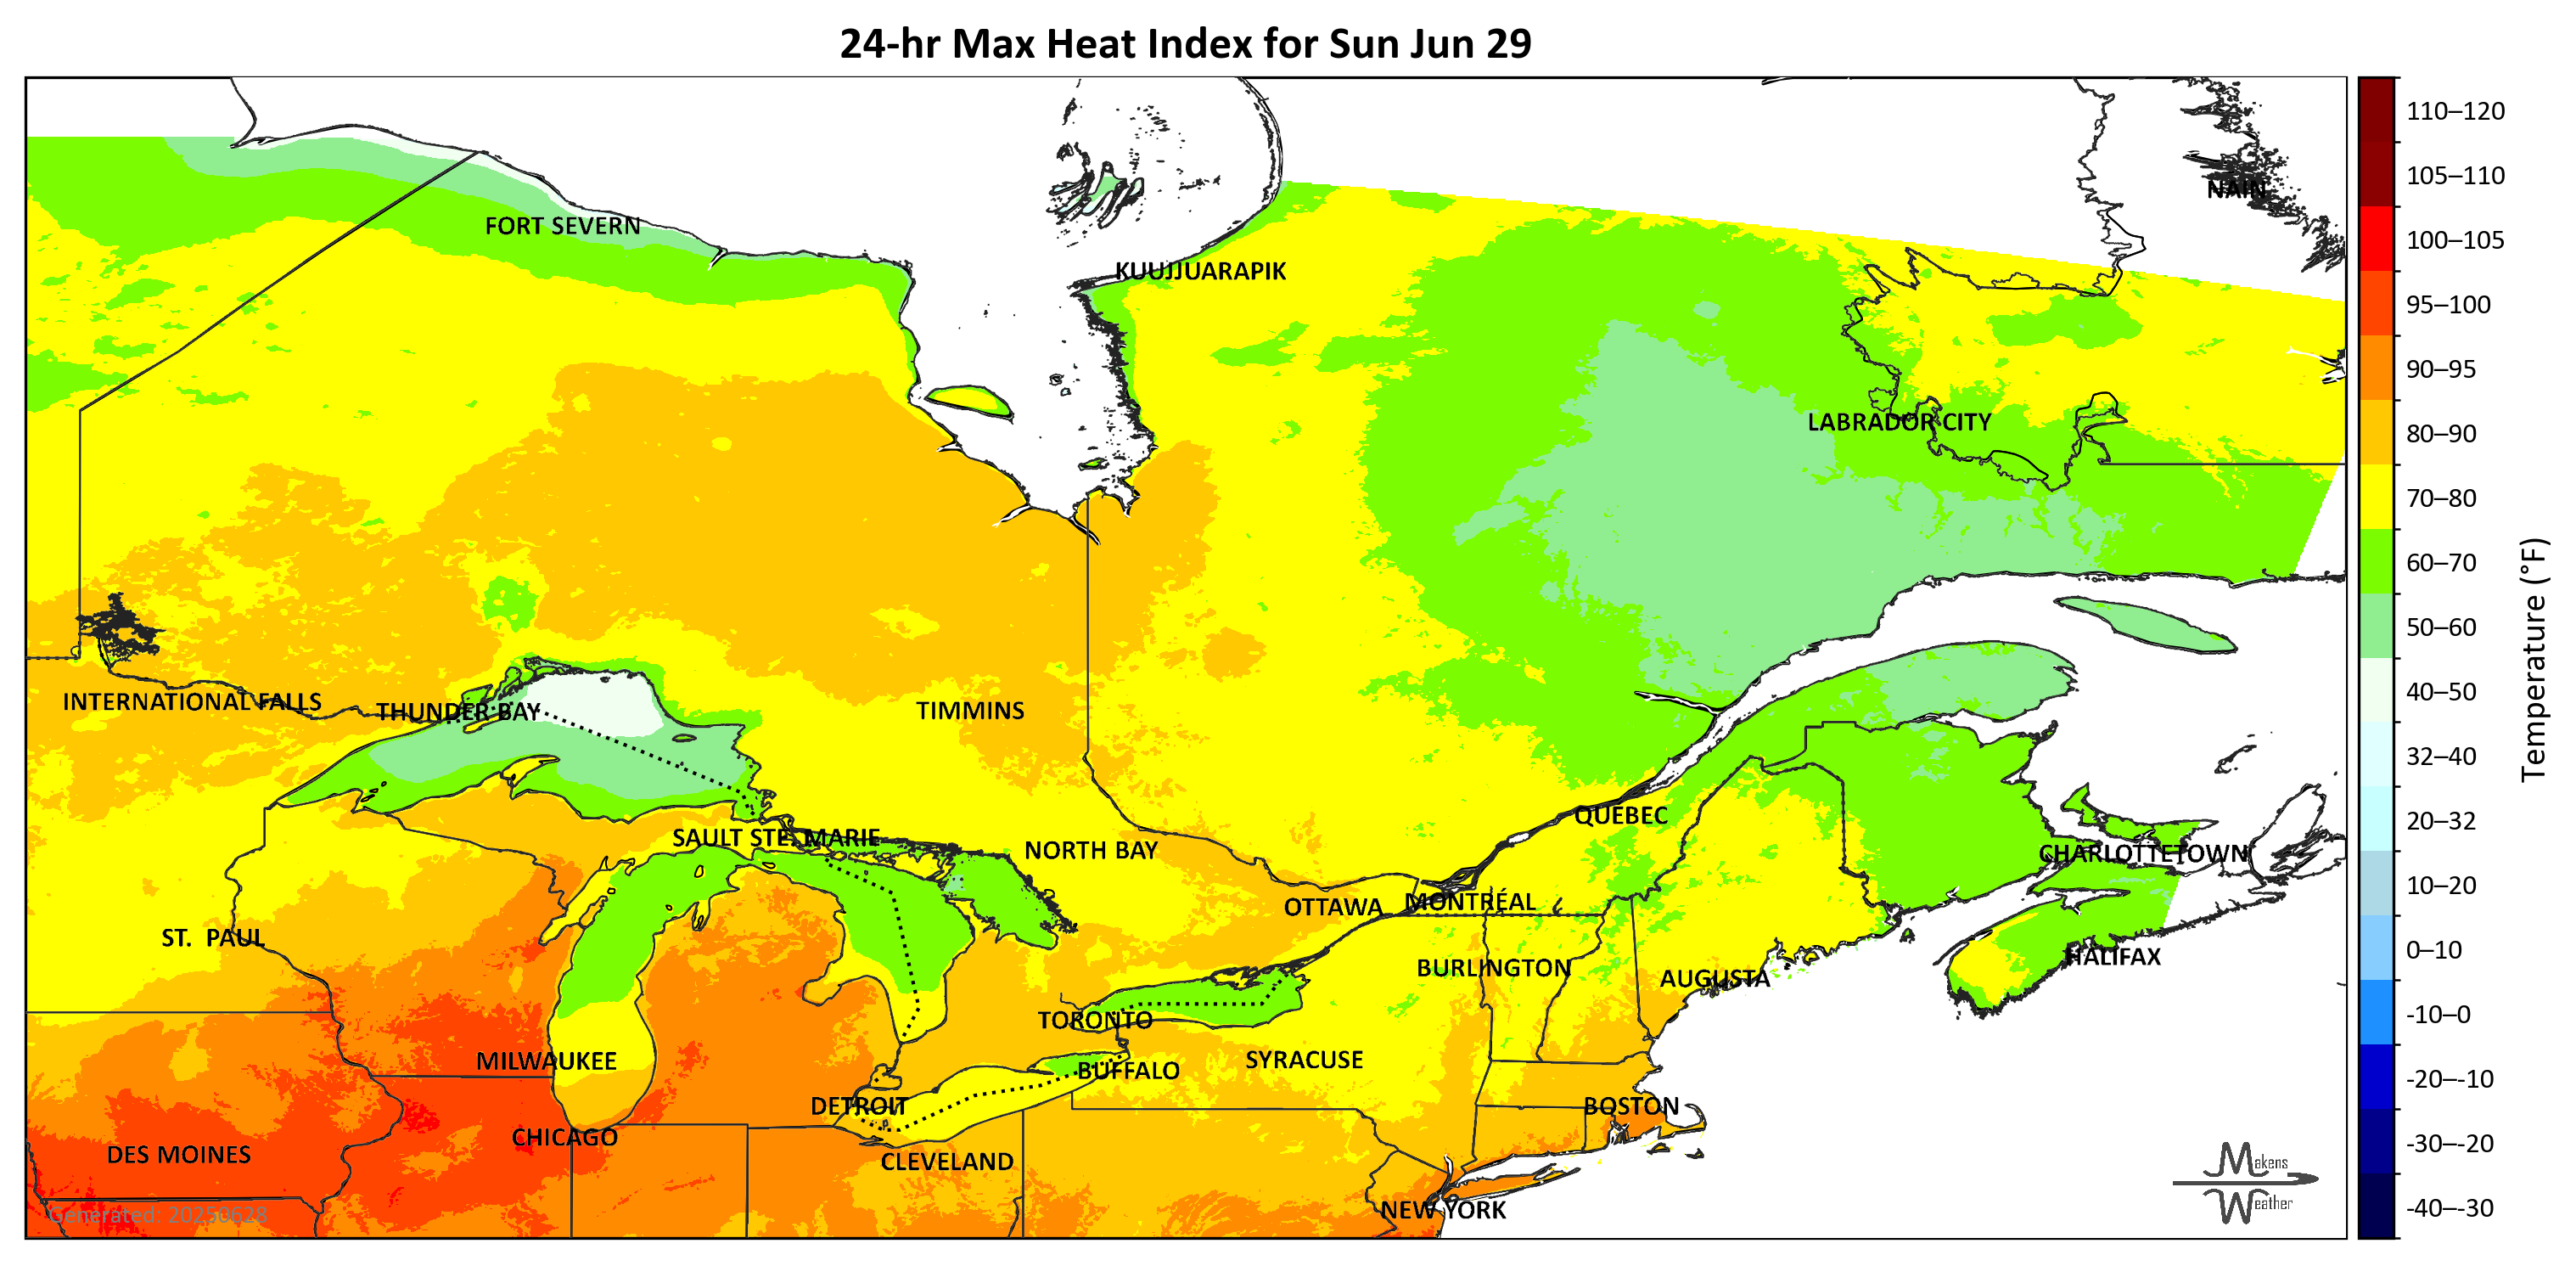 24-hr Max Heat Index for Sun Jun 29
110–120
105–110
NAIN
FORT SEVERN
100–105
KUUJJUARAPIK
95–100
90–95
LABRADOR CITY
80–90
70–80
60–70
50–60
Temperature (°F)
40–50
INTERNATIONAL FALLS
THUNDER BAY
TIMMINS
32–40
QUEBEC
20–32
SAULT STE. MARIE
NORTH BAY
CHARLOTTETOWN
10–20
OTTAWA
MONTRÉAL
ST. PAUL
0–10
HALIFAX
BURLINGTON
AUGUSTA
-10–0
TORONTO
MILWAUKEE
SYRACUSE
BUFFALO
-20–-10
DETROIT
BOSTON
CHICAGO
-30–-20
DES MOINES
CLEVELAND
Makens
Weather
-40–-30
NEW YORK
Generated: 20250628